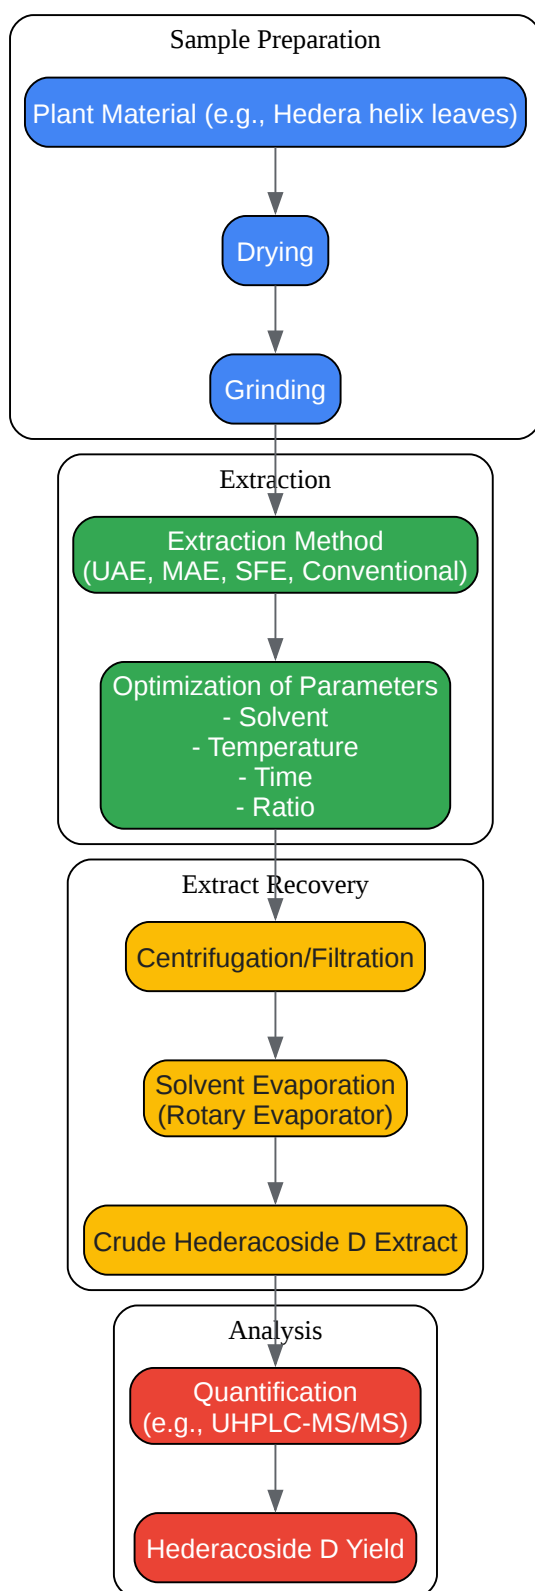 Sample Preparation
Plant Material (e.g., Hedera helix leaves)
Drying
Grinding
Extraction
Extraction Method
(UAE, MAE, SFE, Conventional)
Optimization of Parameters
- Solvent
- Temperature
- Time
- Ratio
Extract Recovery
Centrifugation/Filtration
Solvent Evaporation
(Rotary Evaporator)
Crude Hederacoside D Extract
Analysis
Quantification
(e.g., UHPLC-MS/MS)
Hederacoside D Yield